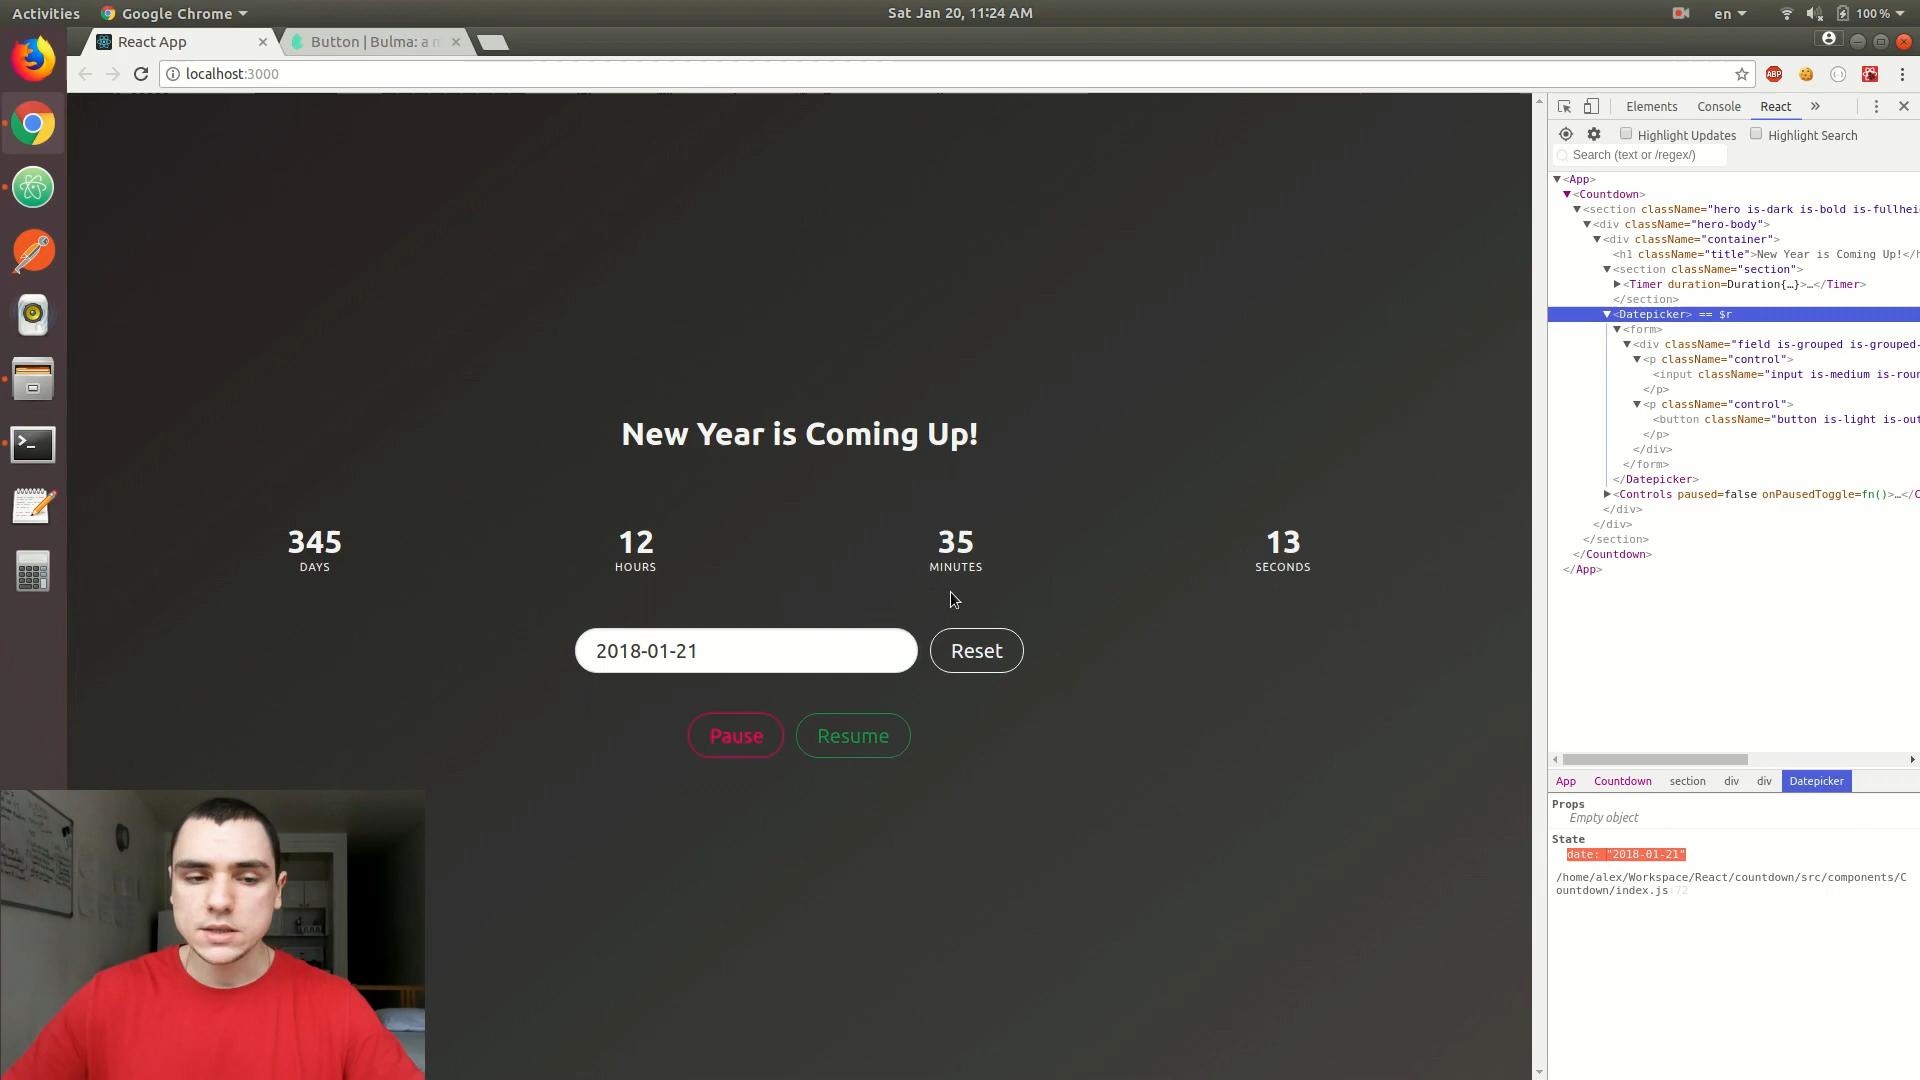 Activities
Google Chrome
Sat Jan 20, 11:24 AM
en
100 %
React App
Button | Bulma: a m
localhost:3000
ABP
Elements
Console
React
Highlight Updates
Highlight Search
Search (text or /regex/)
<App>
<Countdown>
<section className="hero is-dark is-bold is-fullhei
<div className="hero-body">
<div className="container">
<h1 className="title">New Year is Coming Up!</h
<section className="section">
<Timer duration=Duration{…}>…</Timer>
</section>
<Datepicker> == $r
<form>
<div className="field is-grouped is-grouped-
<p className="control">
<input className="input is-medium is-rou
</p>
<p className="control">
<button className="button is-light is-ou
</p>
</div>
</form>
</Datepicker>
<Controls paused=false onPausedToggle=fn()>…</C
</div>
</div>
</section>
</Countdown>
</App>
New Year is Coming Up!
345
DAYS
12
HOURS
35
MINUTES
13
SECONDS
2018-01-21
Reset
Pause
Resume
App
Countdown
section
div
div
Datepicker
Props
Empty object
State
date: "2018-01-21"
/home/alex/Workspace/React/countdown/src/components/C
ountdown/index.js:72